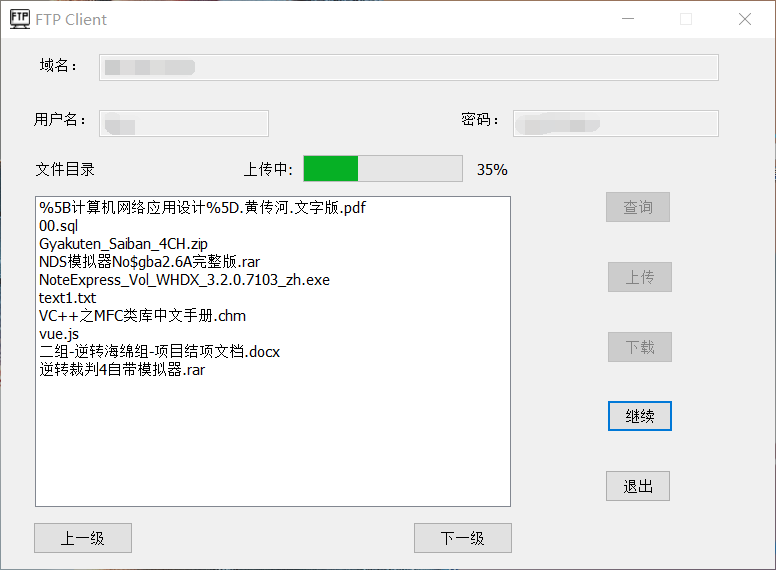 FTP FTP Client
域名：
用户名： 密码：
文件目录 上传中: 35%
%5B计算机网络应用设计%5D.黄传河.文字版.pdf
查询
00.sql
Gyakuten_Saiban_4CH.zip
NDS模拟器No$gba2.6A完整版.rar
NoteExpress_Vol_WHDX_3.2.0.7103_zh.exe
上传
text1.txt
VC++之MFC类库中文手册.chm
vue.js
二组-逆转海绵组-项目结项文档.docx
下载
逆转裁判4自带模拟器.rar
继续
退出
上一级 下一级